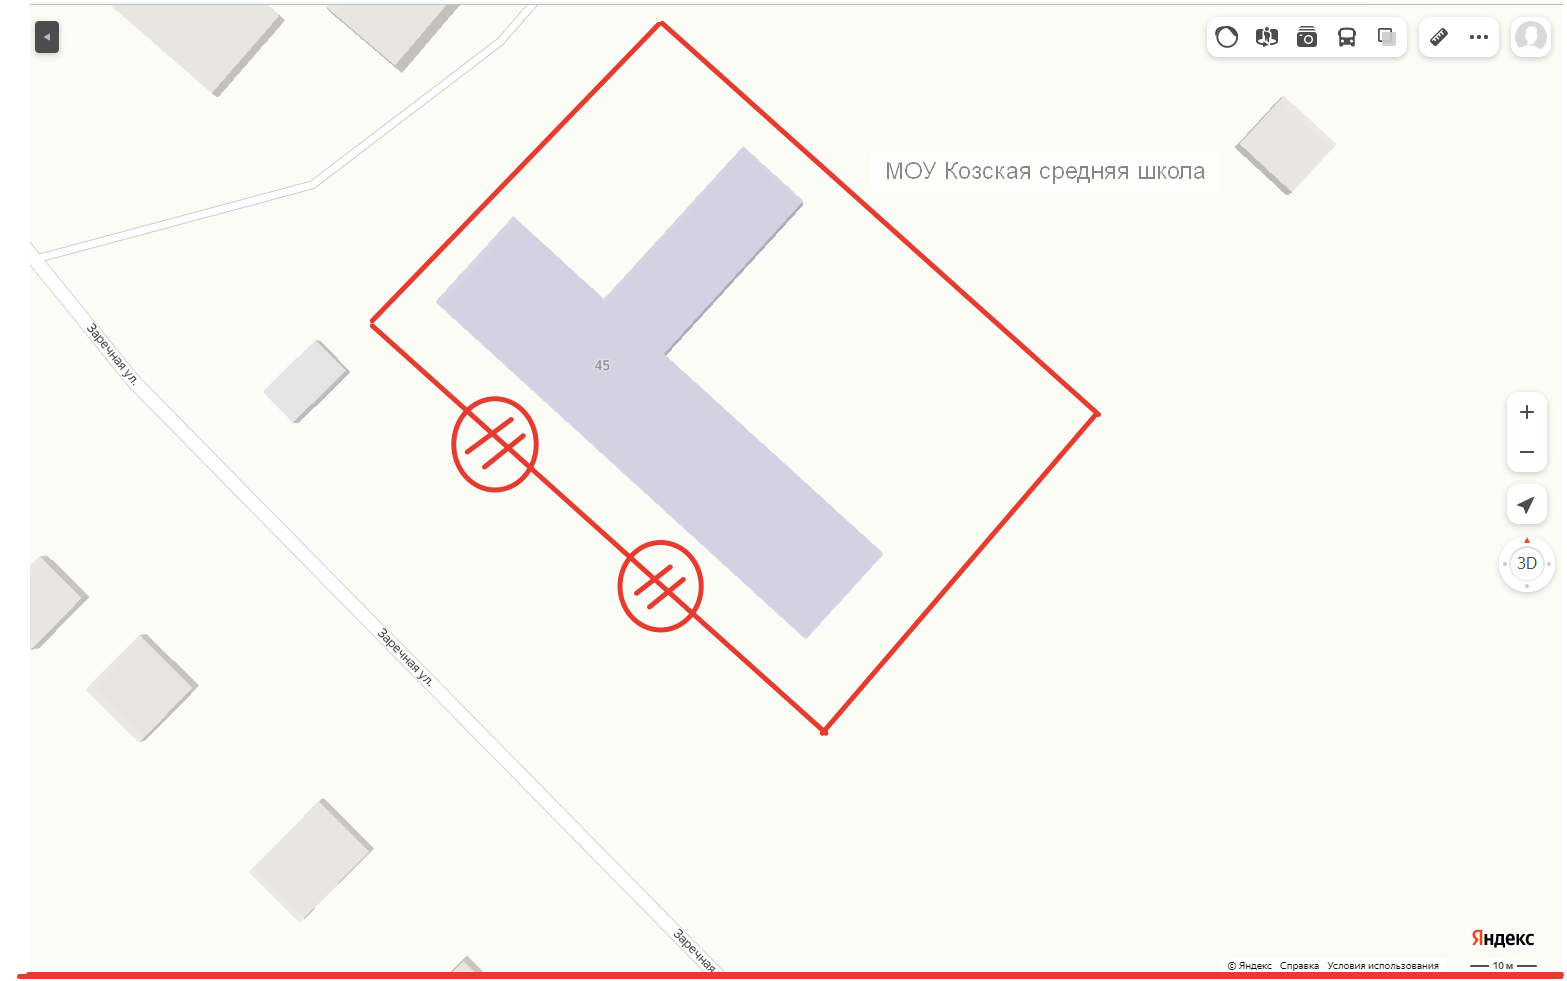 МОУ Козская средняя школа
Заречная ул.
45
3D
Заречная ул.
Заречная
Яндекс
© Яндекс Справка Условия использования 10 м